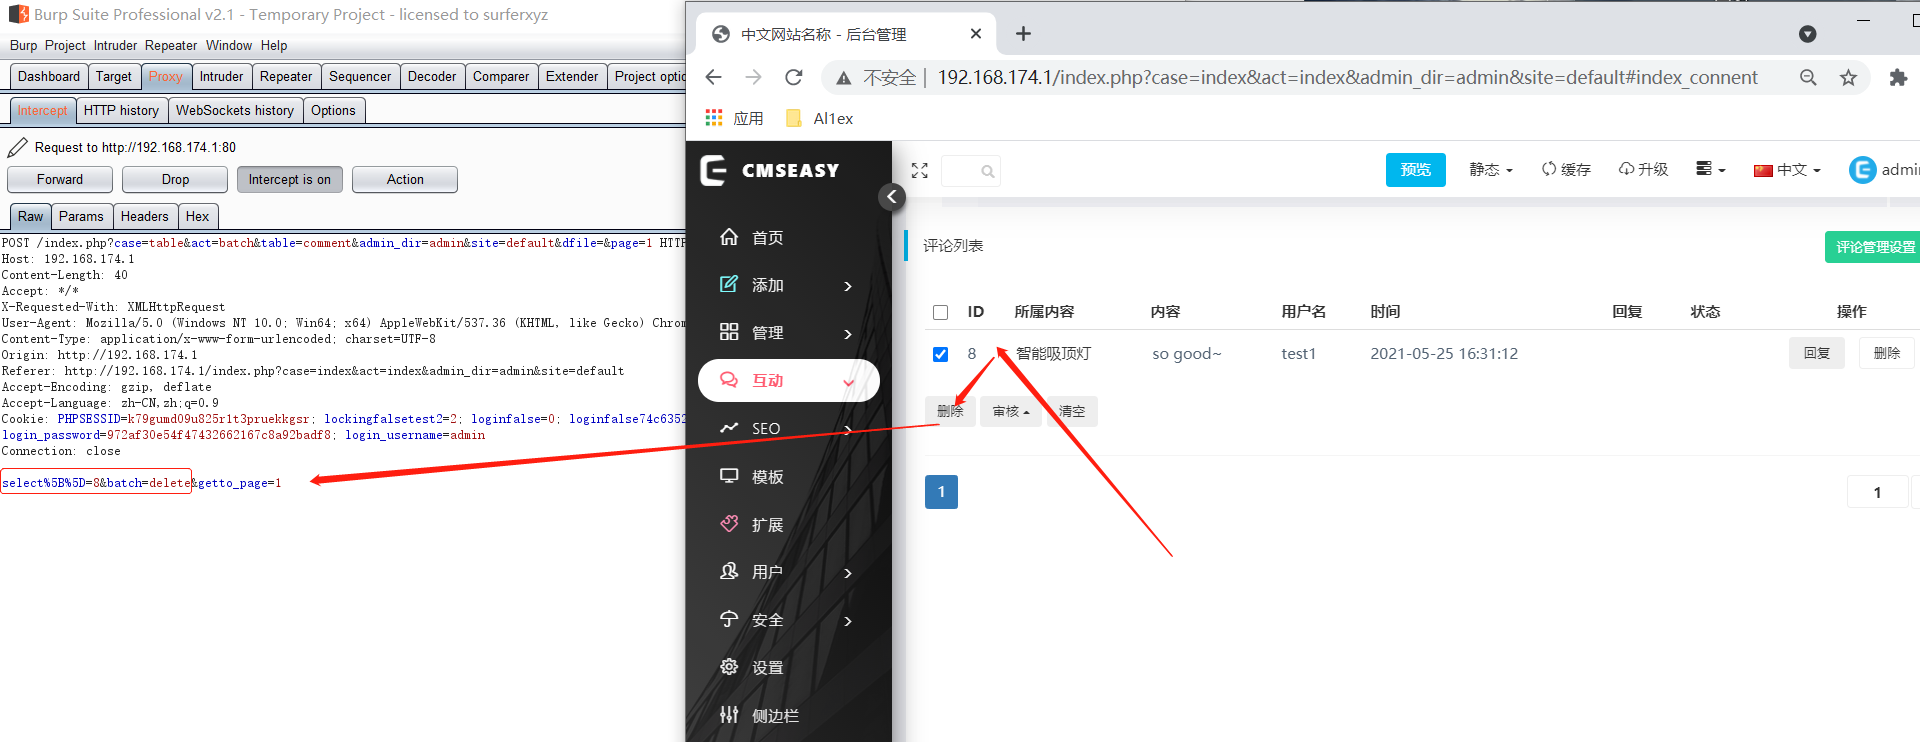 Burp Suite Professional v2.1 - Temporary Project - licensed to surferxyz
Burp Project Intruder Repeater Window Help
Dashboard Target Proxy Intruder Repeater Sequencer Decoder Comparer Extender Project optio
Intercept HTTP history WebSockets history Options
Request to http://192.168.174.1:80
Forward Drop Intercept is on Action
Raw Params Headers Hex
POST /index.php?case=table&act=batch&table=comment&admin_dir=admin&site=default&dfile=&page=1 HTTP
Host: 192.168.174.1
Content-Length: 40
Accept: */*
X-Requested-With: XMLHttpRequest
User-Agent: Mozilla/5.0 (Windows NT 10.0; Win64; x64) AppleWebKit/537.36 (KHTML, like Gecko) Chrom
Content-Type: application/x-www-form-urlencoded; charset=UTF-8
Origin: http://192.168.174.1
Referer: http://192.168.174.1/index.php?case=index&act=index&admin_dir=admin&site=default
Accept-Encoding: gzip, deflate
Accept-Language: zh-CN,zh;q=0.9
Cookie: PHPSESSID=k79gumd09u825r1t3pruekkgsr; lockingfalsetest2=2; loginfalse=0; loginfalse74c6352
login_password=972af30e54f47432662167c8a92badf8; login_username=admin
Connection: close
select%5B%5D=8&batch=delete&getto_page=1
中文网站名称 - 后台管理
不安全 | 192.168.174.1/index.php?case=index&act=index&admin_dir=admin&site=default#index_connent
应用 Al1ex
CMSEASY
首页
添加
管理
互动
SEO
模板
扩展
用户
安全
设置
侧边栏
预览 静态 缓存 升级 中文 admi
评论列表 评论管理设置
ID 所属内容 内容 用户名 时间 回复 状态 操作
8 智能吸顶灯 so good~ test1 2021-05-25 16:31:12 回复 删除
删除 审核 清空
1 1